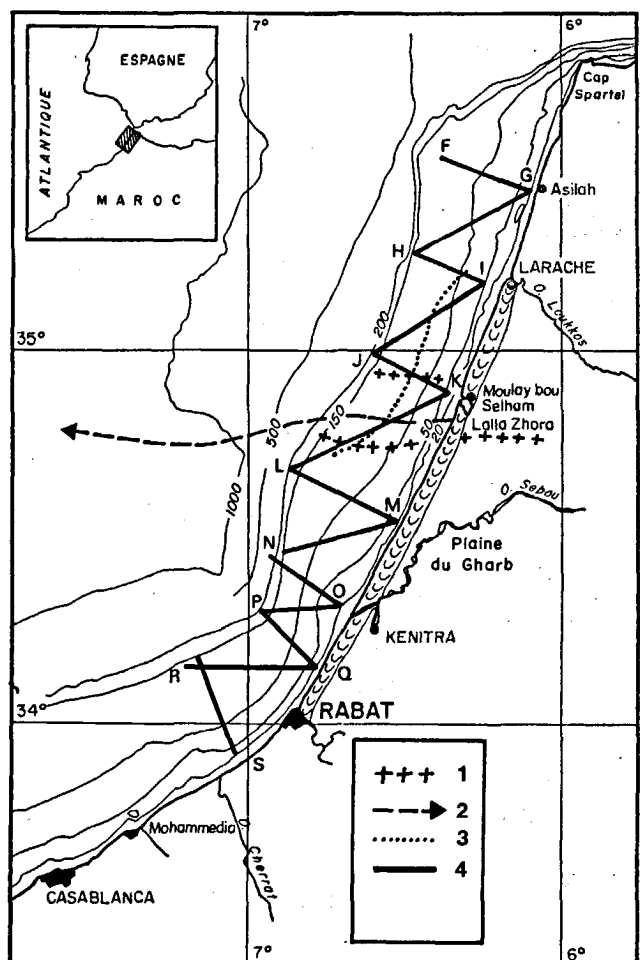 7°
6°
ESPAGNE
ATLANTIQUE
MAROC
Cap
Spartel
F
G
Asilah
H
I
LARACHE
O. Loukkos
35°
200
J
K
Moulay bou
Selham
Lalla Zhora
150
50
20
500
1000
L
M
O. Sebou
Plaine
du Gharb
N
O
P
KENITRA
R
Q
34°
RABAT
S
+++ 1
2
3
4
O.
Mohammedia
O. Cherrat
CASABLANCA
7°
6°